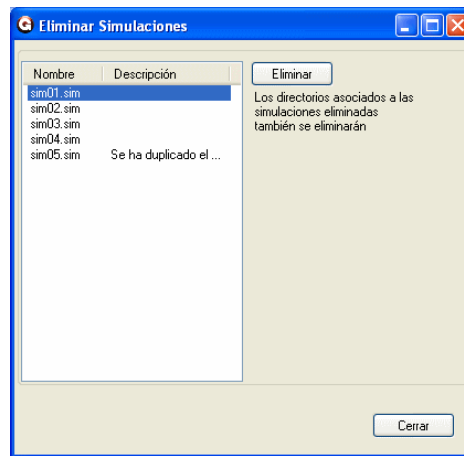 Eliminar Simulaciones
Nombre Descripción
sim01.sim
sim02.sim
sim03.sim
sim04.sim
sim05.sim Se ha duplicado el ...
Eliminar
Los directorios asociados a las
simulaciones eliminadas
también se eliminarán
Cerrar